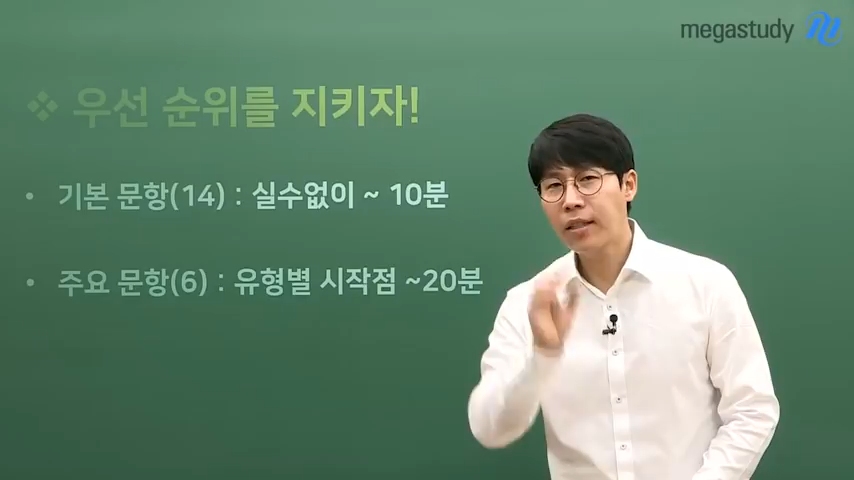 megastudy
❖ 우선 순위를 지키자!
• 기본 문항(14) : 실수없이 ~ 10분
• 주요 문항(6) : 유형별 시작점 ~20분